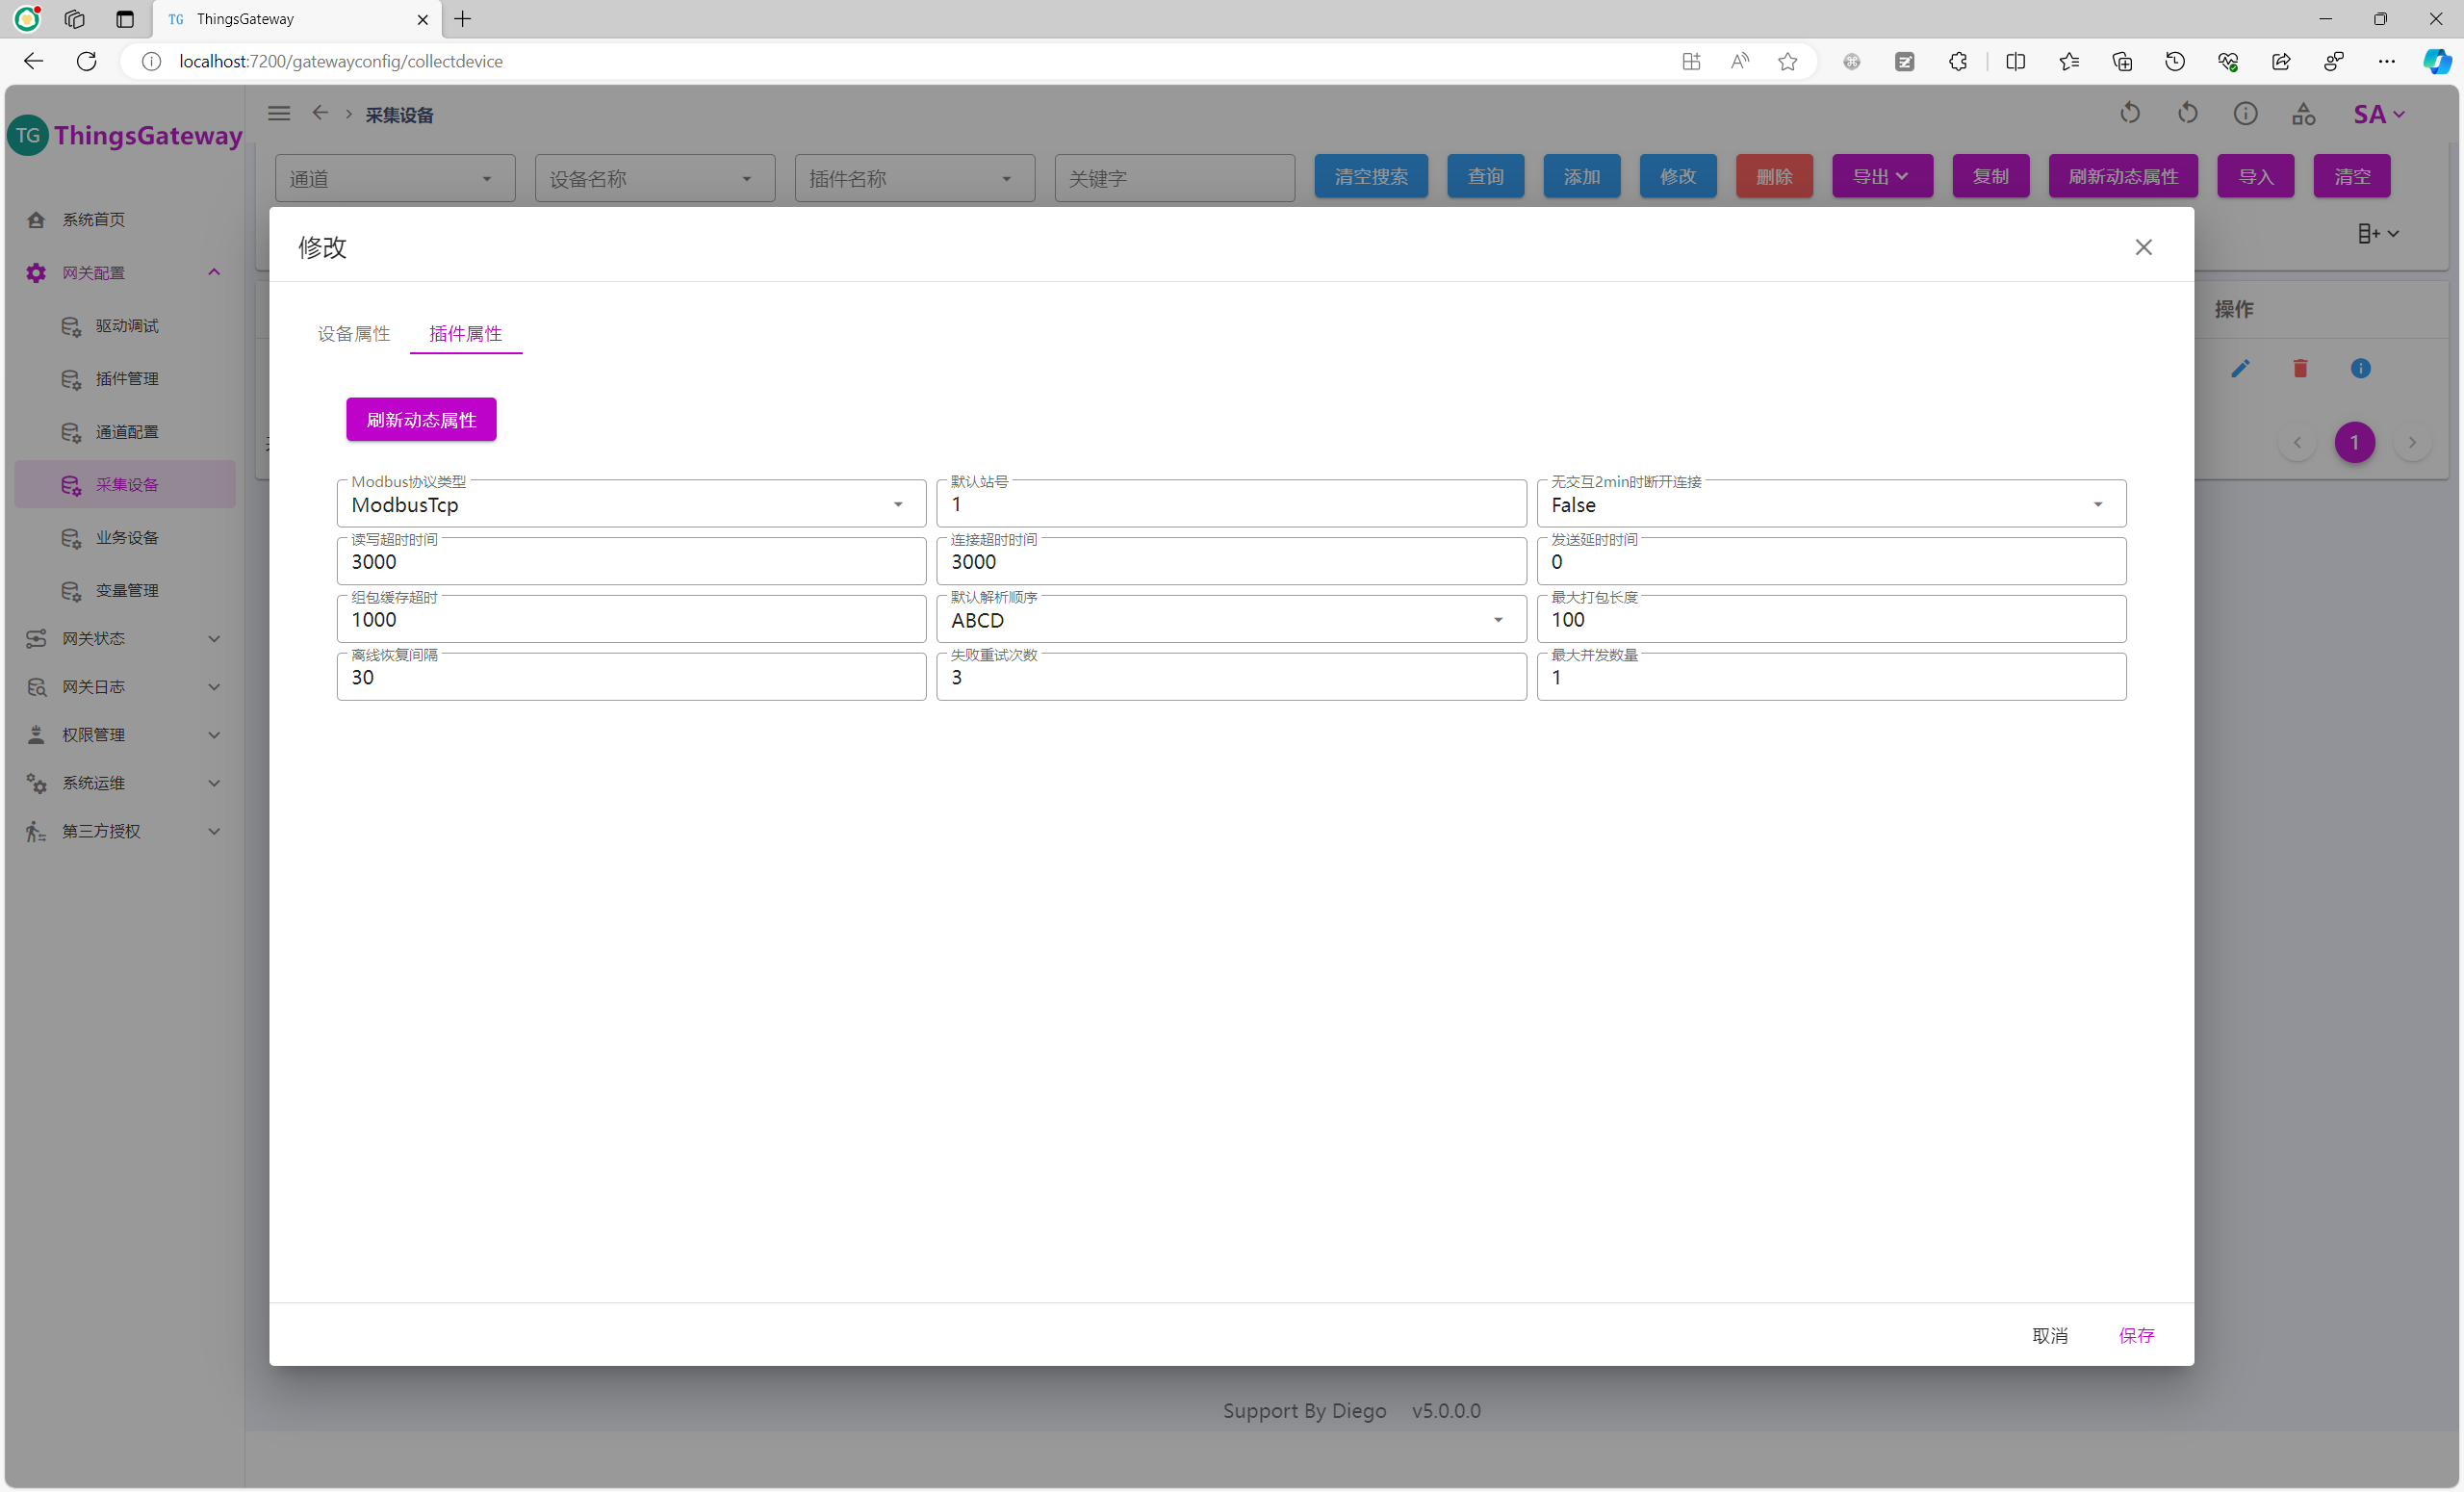 TG ThingsGateway
localhost:7200/gatewayconfig/collectdevice
TG ThingsGateway
采集设备
SA
通道
设备名称
插件名称
关键字
清空搜索
查询
添加
修改
删除
导出
复制
刷新动态属性
导入
清空
系统首页
网关配置
驱动调试
插件管理
通道配置
采集设备
业务设备
变量管理
网关状态
网关日志
权限管理
系统运维
第三方授权
操作
1
修改
设备属性
插件属性
刷新动态属性
Modbus协议类型
ModbusTcp
默认站号
1
无交互2min时断开连接
False
读写超时时间
3000
连接超时时间
3000
发送延时时间
0
组包缓存超时
1000
默认解析顺序
ABCD
最大打包长度
100
离线恢复间隔
30
失败重试次数
3
最大并发数量
1
取消
保存
Support By Diego v5.0.0.0